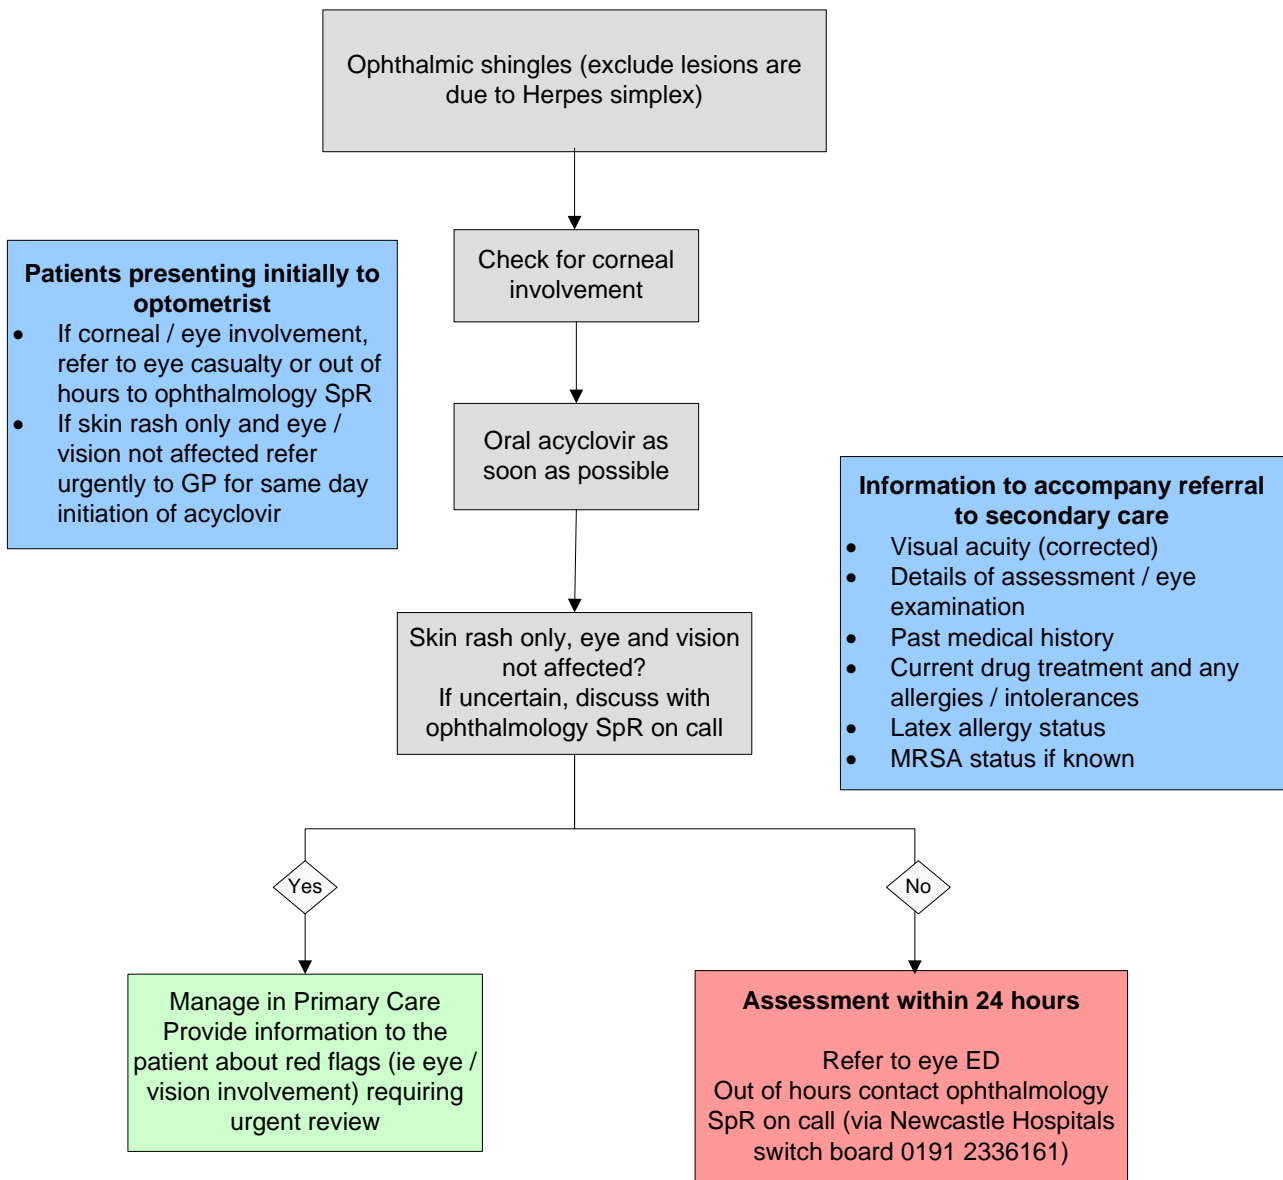 Ophthalmic shingles (exclude lesions are
due to Herpes simplex)
Check for corneal
involvement
Patients presenting initially to
optometrist
• If corneal / eye involvement,
refer to eye casualty or out of
hours to ophthalmology SpR
• If skin rash only and eye /
vision not affected refer
urgently to GP for same day
initiation of acyclovir
Oral acyclovir as
soon as possible
Information to accompany referral
to secondary care
• Visual acuity (corrected)
• Details of assessment / eye
examination
• Past medical history
• Current drug treatment and any
allergies / intolerances
• Latex allergy status
• MRSA status if known
Skin rash only, eye and vision
not affected?
If uncertain, discuss with
ophthalmology SpR on call
Yes
No
Manage in Primary Care
Provide information to the
patient about red flags (ie eye /
vision involvement) requiring
urgent review
Assessment within 24 hours
Refer to eye ED
Out of hours contact ophthalmology
SpR on call (via Newcastle Hospitals
switch board 0191 2336161)